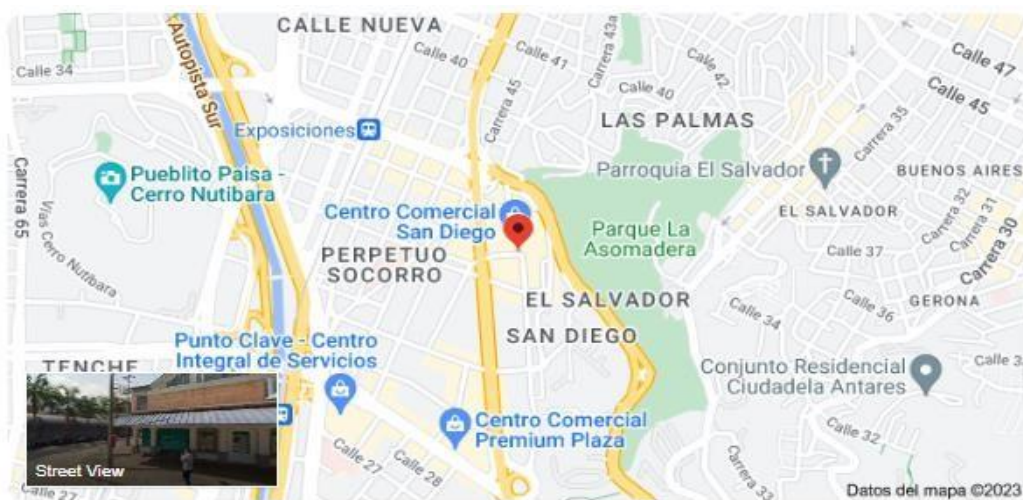 CALLE NUEVA
Autopista Sur
Calle 34
Calle 40
Calle 41
Carrera 43a
Calle 42
Calle 47
Calle 45
Carrera 45
Calle 40
LAS PALMAS
Carrera 35
Exposiciones
Parroquia El Salvador
BUENOS AIRES
Pueblito Paisa -
Cerro Nutibara
Carrera 65
Vías Cerro Nutibara
Centro Comercial
San Diego
Parque La
Asomadera
EL SALVADOR
Carrera 32
Carrera 31
Carrera 30
PERPETUO
SOCORRO
Calle 37
EL SALVADOR
Calle 36
GERONA
Calle 34
SAN DIEGO
Punto Clave - Centro
Integral de Servicios
TENCHE
Conjunto Residencial
Ciudadela Antares
Calle 3
Centro Comercial
Premium Plaza
Calle 32
Calle 27
Calle 28
Carrera 33
Street View
Calle 27
Datos del mapa ©2023